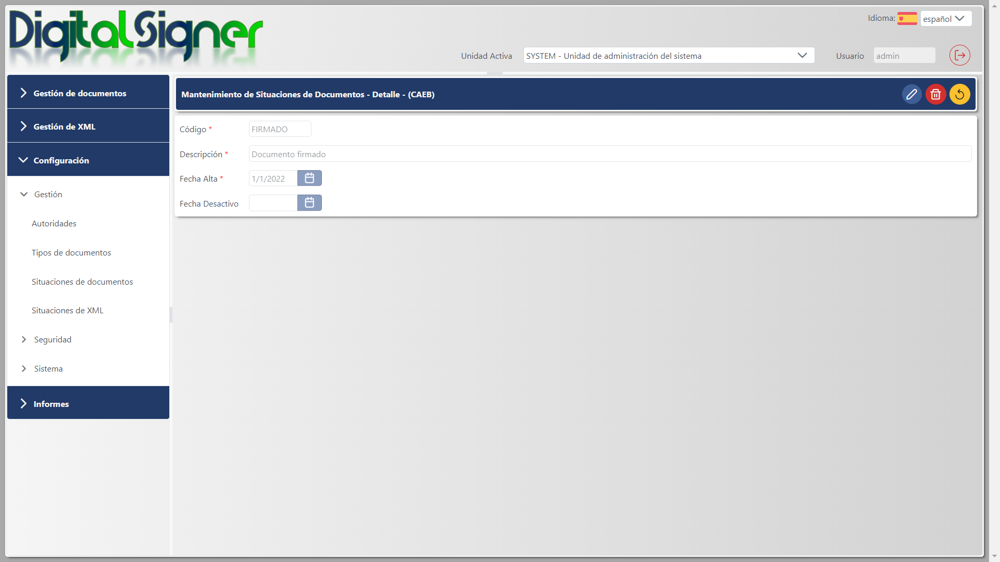 DigitalSigner
Idioma: español
Unidad Activa SYSTEM - Unidad de administración del sistema Usuario admin
Gestión de documentos
Gestión de XML
Configuración
Gestión
Autoridades
Tipos de documentos
Situaciones de documentos
Situaciones de XML
Seguridad
Sistema
Informes
Mantenimiento de Situaciones de Documentos - Detalle - (CAEB)
Código * FIRMADO
Descripción * Documento firmado
Fecha Alta * 1/1/2022
Fecha Desactivo